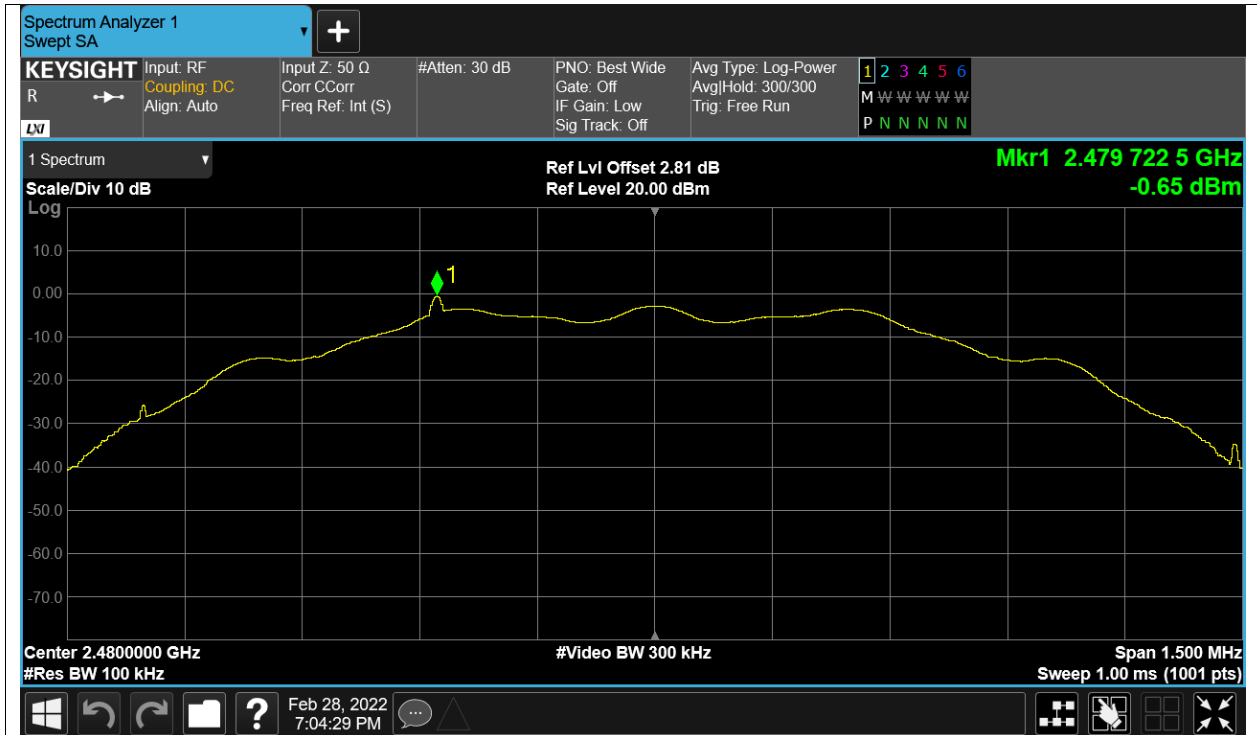 Spectrum Analyzer 1
Swept SA
KEYSIGHT
R
LXI
Input: RF
Coupling: DC
Align: Auto
Input Z: 50 Ω
Corr CCorr
Freq Ref: Int (S)
#Atten: 30 dB
PNO: Best Wide
Gate: Off
IF Gain: Low
Sig Track: Off
Avg Type: Log-Power
Avg|Hold: 300/300
Trig: Free Run
1 2 3 4 5 6
M W W W W W
P N N N N N
1 Spectrum
Scale/Div 10 dB
Log
Ref Lvl Offset 2.81 dB
Ref Level 20.00 dBm
Mkr1 2.479 722 5 GHz
-0.65 dBm
1
10.0
0.00
-10.0
-20.0
-30.0
-40.0
-50.0
-60.0
-70.0
Center 2.4800000 GHz
#Res BW 100 kHz
#Video BW 300 kHz
Span 1.500 MHz
Sweep 1.00 ms (1001 pts)
?
Feb 28, 2022
7:04:29 PM